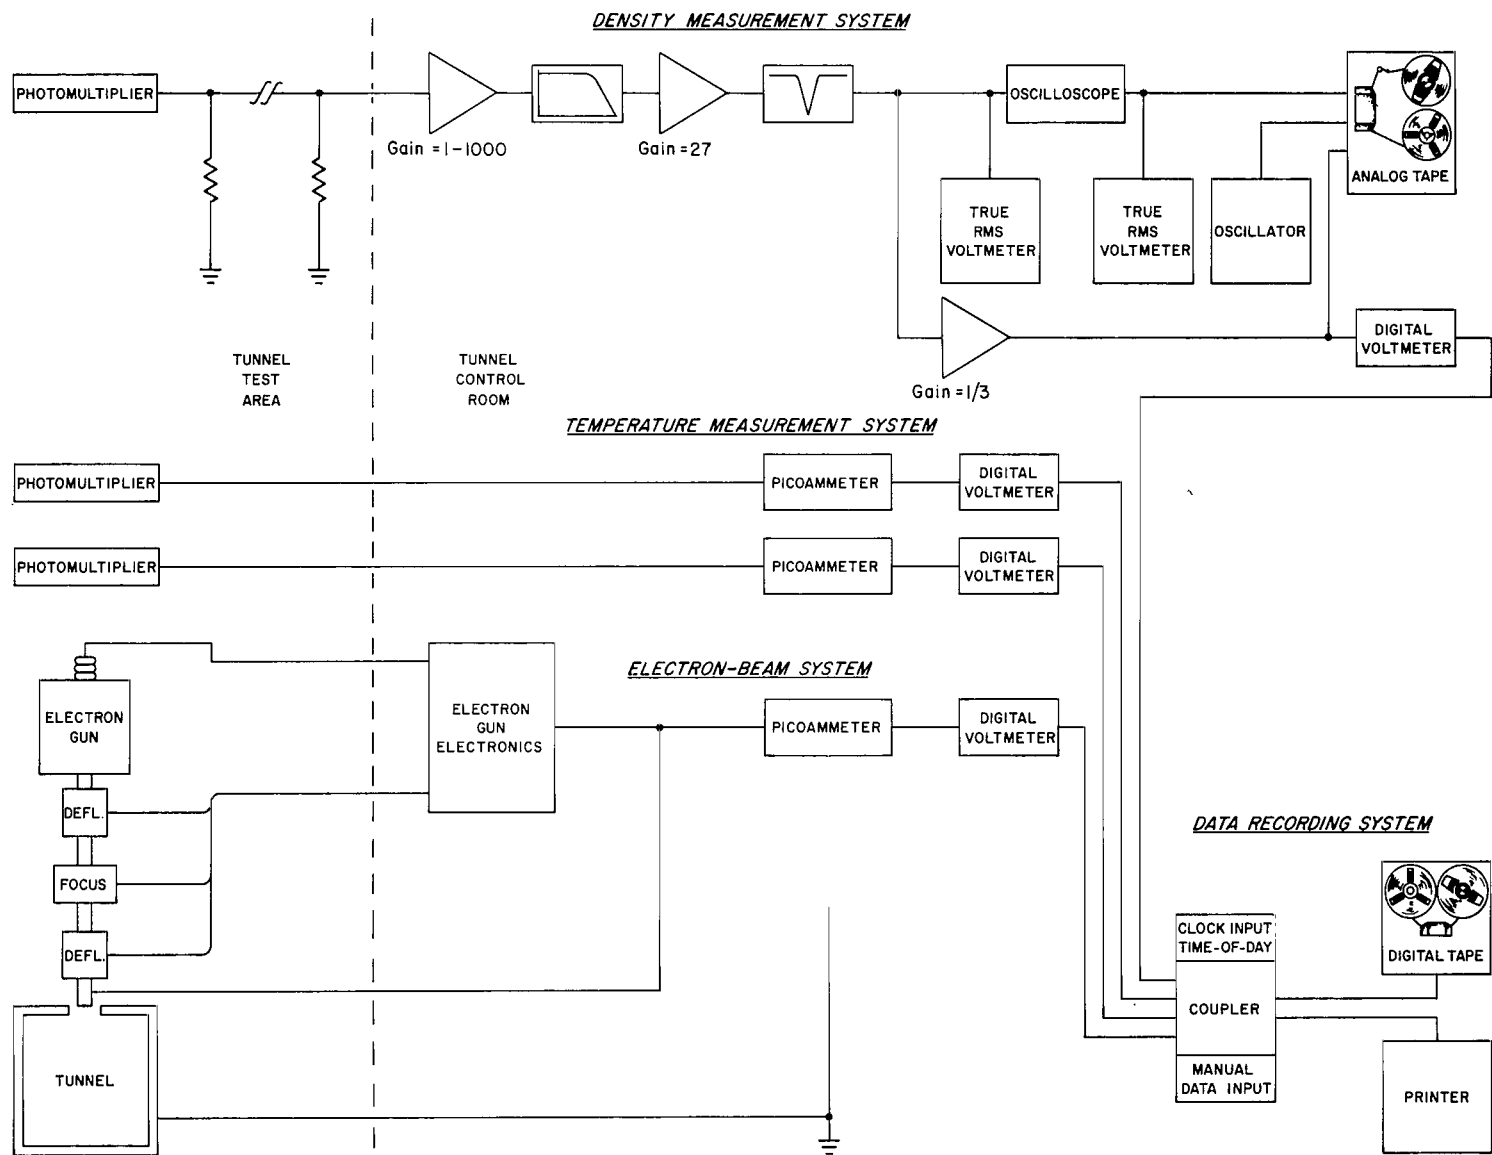 DENSITY MEASUREMENT SYSTEM
PHOTOMULTIPLIER
Gain = 1-1000
Gain = 27
OSCILLOSCOPE
ANALOG TAPE
TRUE
RMS
VOLTMETER
TRUE
RMS
VOLTMETER
OSCILLATOR
TUNNEL
TEST
AREA
TUNNEL
CONTROL
ROOM
Gain = 1/3
DIGITAL
VOLTMETER
TEMPERATURE MEASUREMENT SYSTEM
PHOTOMULTIPLIER
PICOAMMETER
DIGITAL
VOLTMETER
PHOTOMULTIPLIER
PICOAMMETER
DIGITAL
VOLTMETER
ELECTRON-BEAM SYSTEM
ELECTRON
GUN
ELECTRON
GUN
ELECTRONICS
PICOAMMETER
DIGITAL
VOLTMETER
DEFL.
FOCUS
DEFL.
TUNNEL
DATA RECORDING SYSTEM
CLOCK INPUT
TIME-OF-DAY
COUPLER
MANUAL
DATA INPUT
DIGITAL TAPE
PRINTER